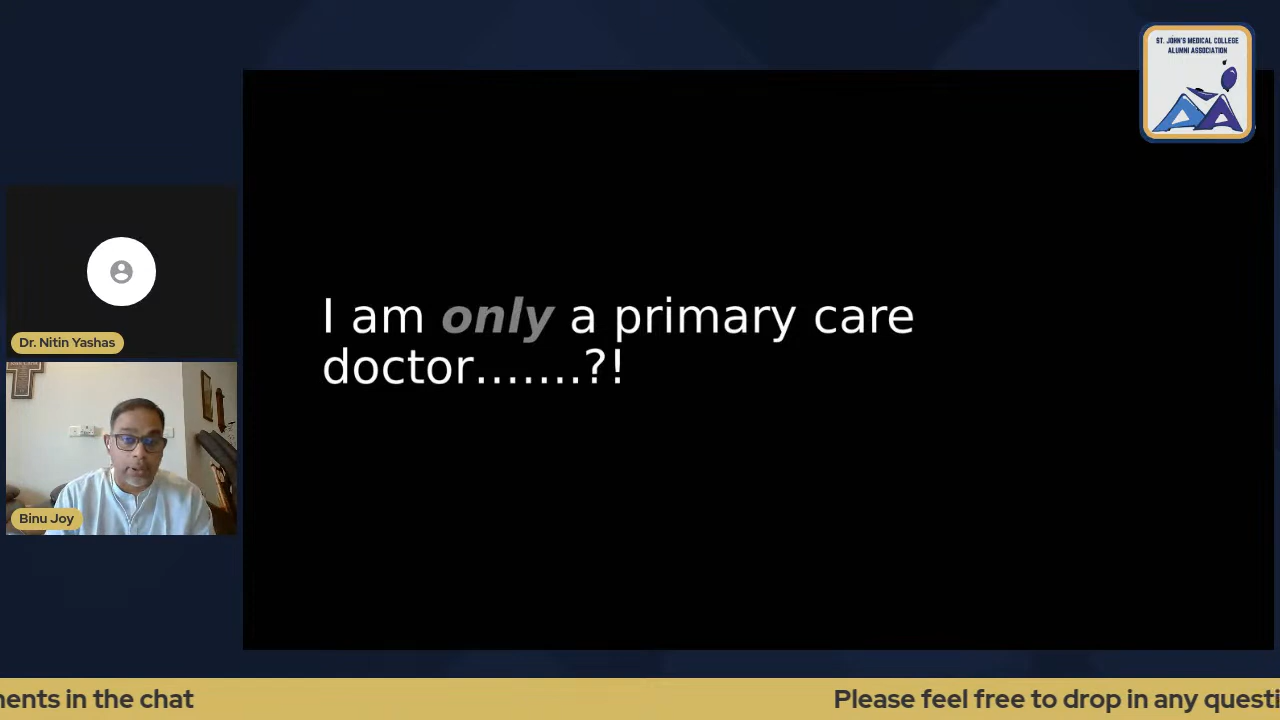 ST. JOHN'S MEDICAL COLLEGE
ALUMNI ASSOCIATION
I am only a primary care
doctor.......?!
Dr. Nitin Yashas
Binu Joy
nents in the chat
Please feel free to drop in any questi